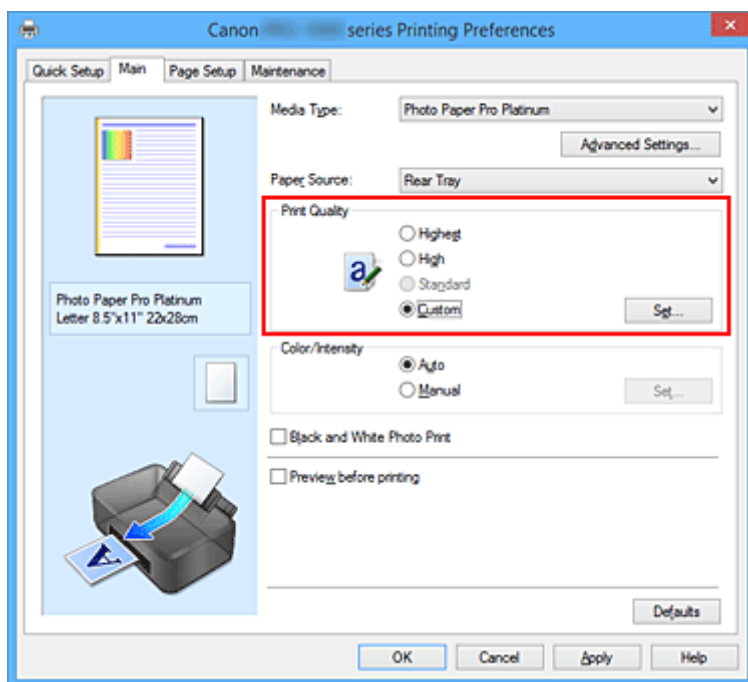 Canon series Printing Preferences
Quick Setup Main Page Setup Maintenance
Media Type: Photo Paper Pro Platinum
Advanced Settings...
Paper Source: Rear Tray
Print Quality
Highest
High
Standard
Custom Set...
Photo Paper Pro Platinum
Letter 8.5"x11" 22x28cm
Color/Intensity
Auto
Manual Set...
Black and White Photo Print
Preview before printing
A
Defaults
OK Cancel Apply Help